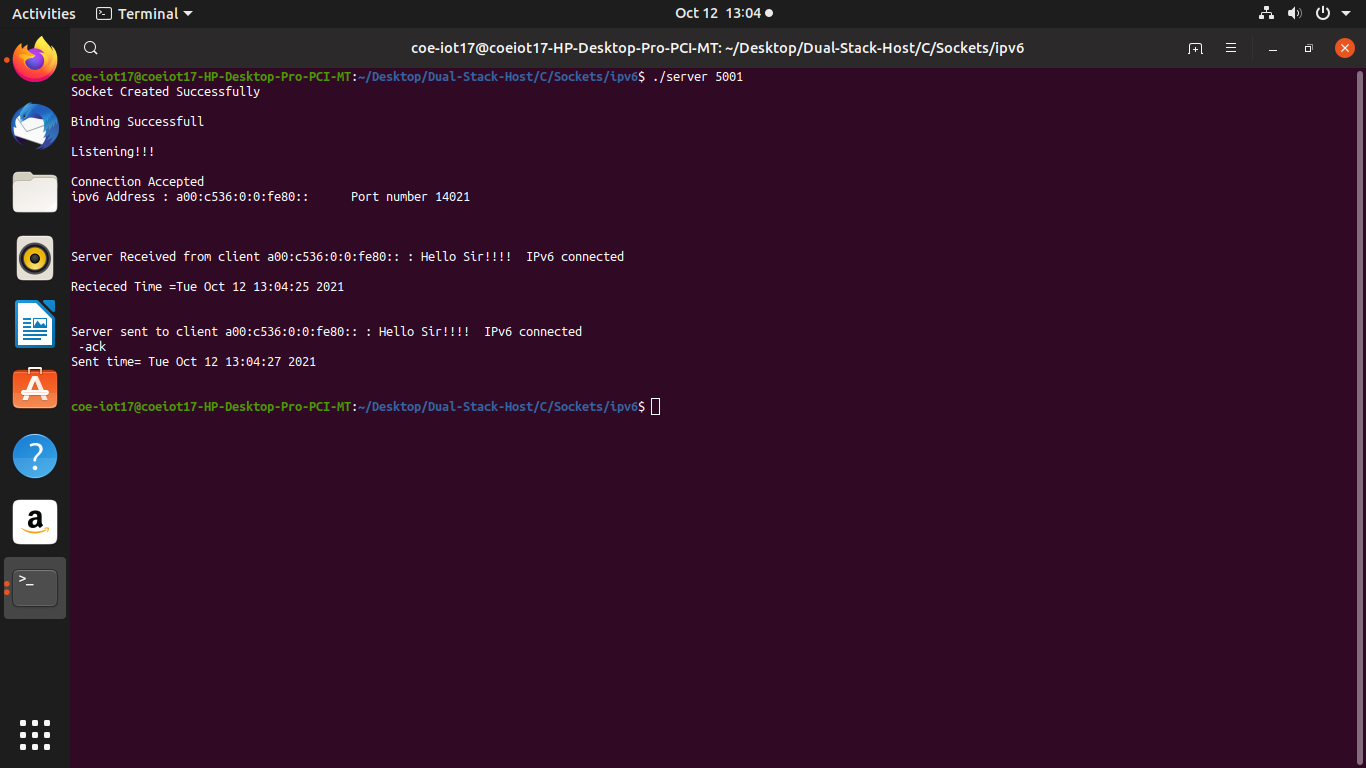 Activities
Terminal
Oct 12 13:04
coe-iot17@coeiot17-HP-Desktop-Pro-PCI-MT: ~/Desktop/Dual-Stack-Host/C/Sockets/ipv6
coe-iot17@coeiot17-HP-Desktop-Pro-PCI-MT:~/Desktop/Dual-Stack-Host/C/Sockets/ipv6$ ./server 5001
Socket Created Successfully
Binding Successfull
Listening!!!
Connection Accepted
ipv6 Address : a00:c536:0:0:fe80::      Port number 14021
Server Received from client a00:c536:0:0:fe80:: : Hello Sir!!!!  IPv6 connected
Recieced Time =Tue Oct 12 13:04:25 2021
Server sent to client a00:c536:0:0:fe80:: : Hello Sir!!!!  IPv6 connected
 -ack
Sent time= Tue Oct 12 13:04:27 2021
coe-iot17@coeiot17-HP-Desktop-Pro-PCI-MT:~/Desktop/Dual-Stack-Host/C/Sockets/ipv6$
?
a
>_